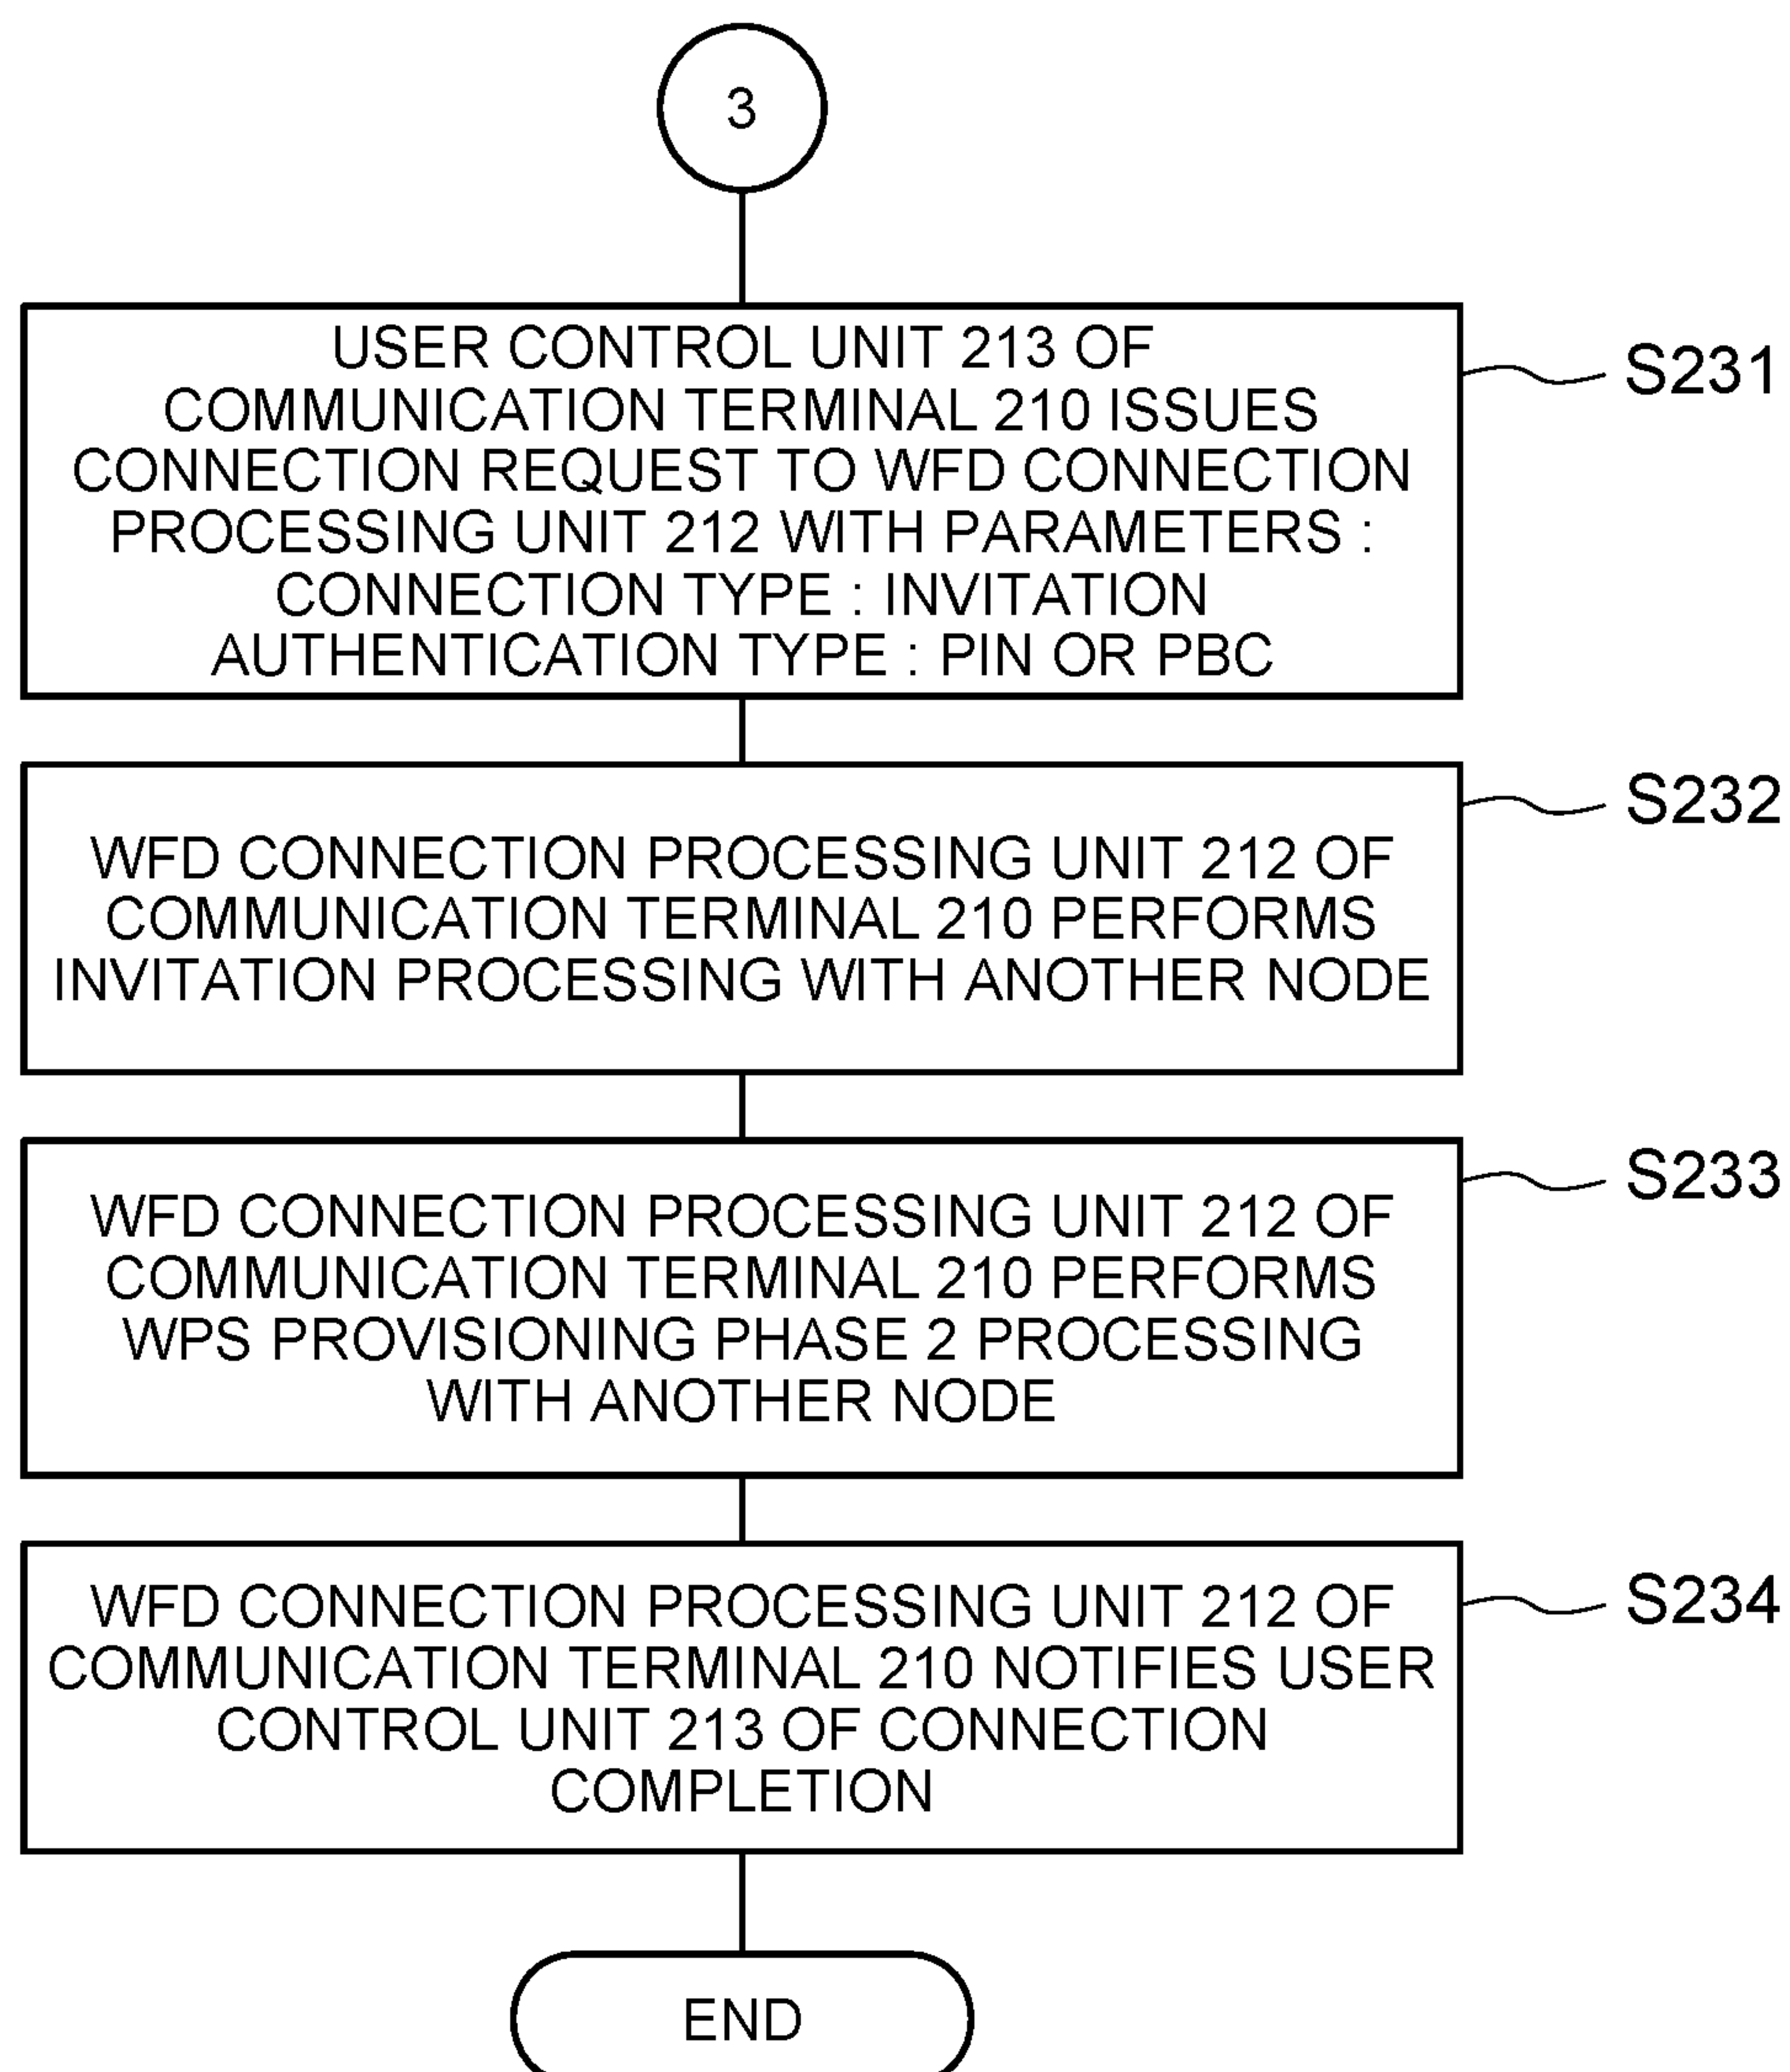 3
USER CONTROL UNIT 213 OF
COMMUNICATION TERMINAL 210 ISSUES
CONNECTION REQUEST TO WFD CONNECTION
PROCESSING UNIT 212 WITH PARAMETERS :
CONNECTION TYPE : INVITATION
AUTHENTICATION TYPE : PIN OR PBC
S231
WFD CONNECTION PROCESSING UNIT 212 OF
COMMUNICATION TERMINAL 210 PERFORMS
INVITATION PROCESSING WITH ANOTHER NODE
S232
WFD CONNECTION PROCESSING UNIT 212 OF
COMMUNICATION TERMINAL 210 PERFORMS
WPS PROVISIONING PHASE 2 PROCESSING
WITH ANOTHER NODE
S233
WFD CONNECTION PROCESSING UNIT 212 OF
COMMUNICATION TERMINAL 210 NOTIFIES USER
CONTROL UNIT 213 OF CONNECTION
COMPLETION
S234
END